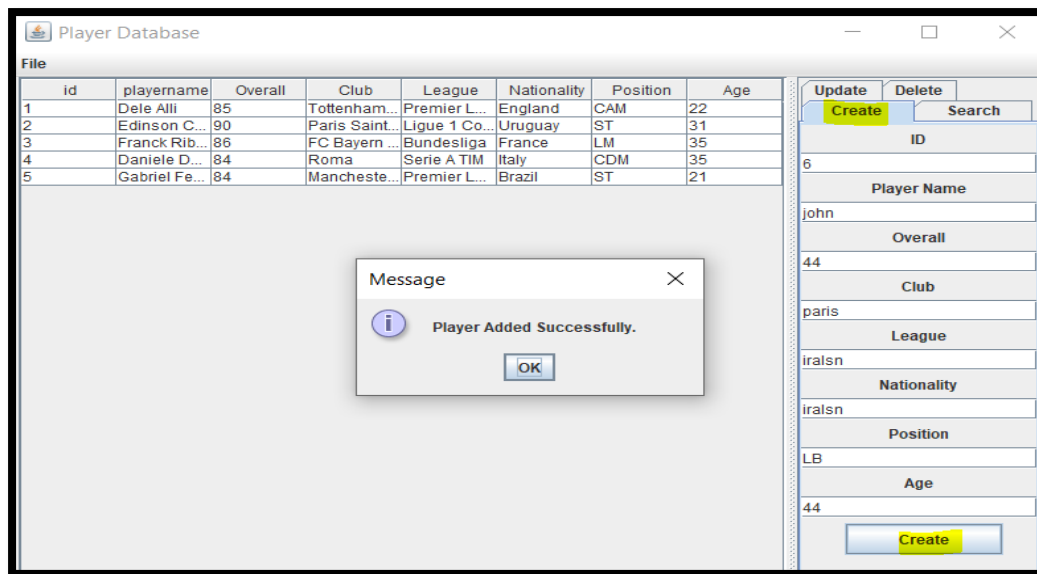 Player Database
File
id playername Overall Club League Nationality Position Age
1 Dele Alli 85 Tottenham... Premier L... England CAM 22
2 Edinson C... 90 Paris Saint... Ligue 1 Co... Uruguay ST 31
3 Franck Rib... 86 FC Bayern ... Bundesliga France LM 35
4 Daniele D... 84 Roma Serie A TIM Italy CDM 35
5 Gabriel Fe... 84 Mancheste... Premier L... Brazil ST 21
Update Delete
Create Search
ID
6
Player Name
john
Overall
44
Club
paris
League
iralsn
Nationality
iralsn
Position
LB
Age
44
Create
Message
Player Added Successfully.
OK